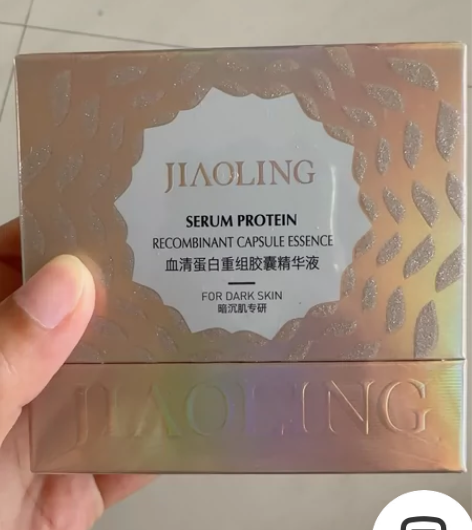 JIAOLING
SERUM PROTEIN
RECOMBINANT CAPSULE ESSENCE
血清蛋白重组胶囊精华液
FOR DARK SKIN
暗沉肌专研
JIAOLING